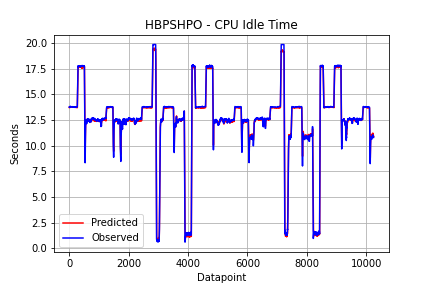 HBPSHPO - CPU Idle Time
20.0
17.5
15.0
12.5
10.0
7.5
5.0
2.5
0.0
Seconds
Predicted
Observed
0 2000 4000 6000 8000 10000
Datapoint